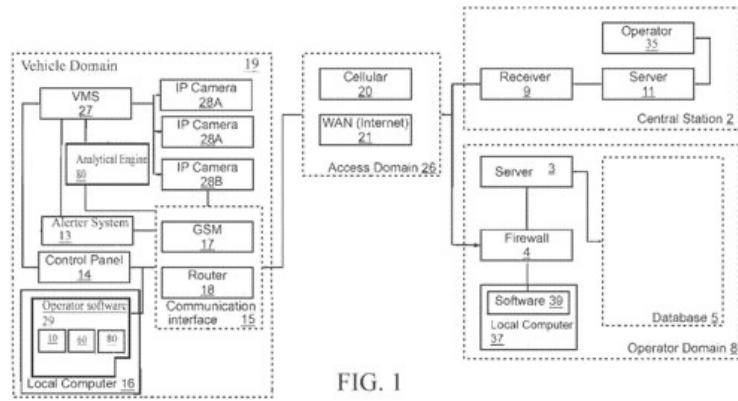 Vehicle Domain 19
VMS
27
IP Camera
28A
IP Camera
28A
IP Camera
28B
Analytical Engine
80
Alerter System
13
Control Panel
14
GSM
17
Router
18
Communication
interface 15
Operator software
29
10 60 80
Local Computer 16
Cellular
20
WAN (Internet)
21
Access Domain 26
Operator
35
Receiver
9
Server
11
Central Station 2
Server 3
Firewall
4
Software 39
Local Computer
37
Database 5
Operator Domain 8
FIG. 1